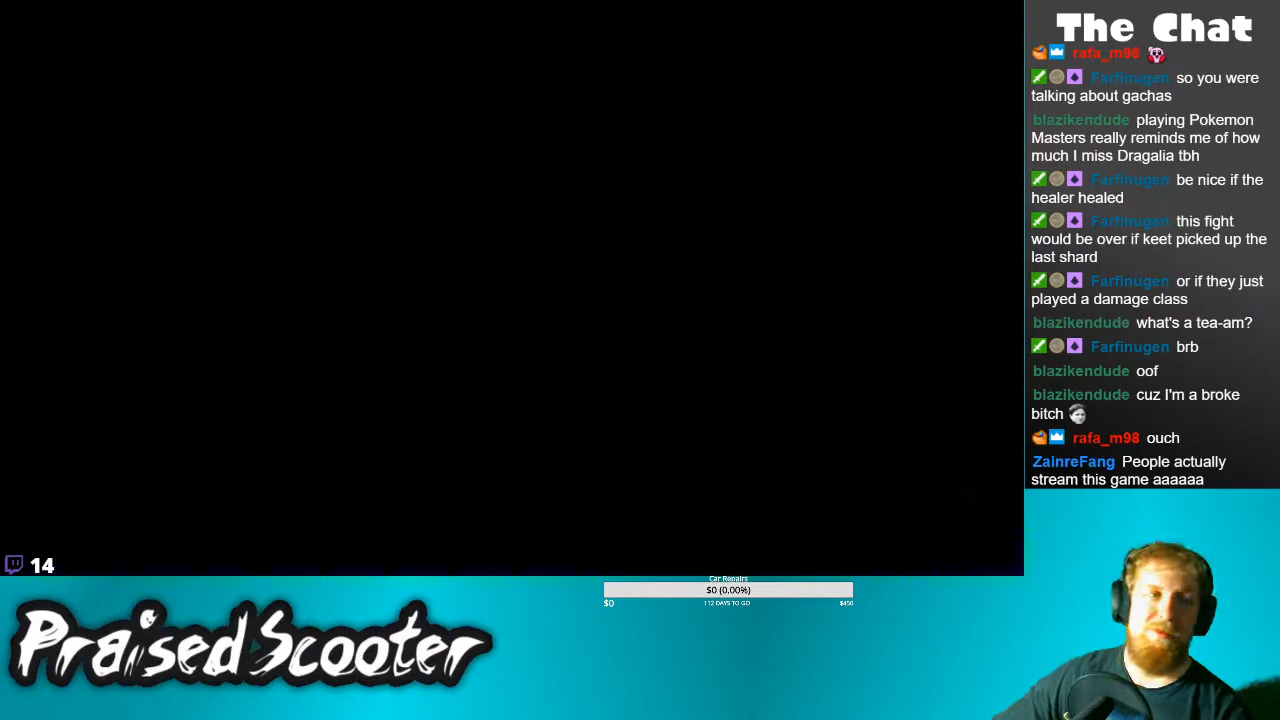 The Chat
rafa_m98
Farfinugen so you were
talking about gachas
blazikendude playing Pokemon
Masters really reminds me of how
much I miss Dragalia tbh
Farfinugen be nice if the
healer healed
Farfinugen this fight
would be over if keet picked up the
last shard
Farfinugen or if they just
played a damage class
blazikendude what's a tea-am?
Farfinugen brb
blazikendude oof
blazikendude cuz I'm a broke
bitch
rafa_m98 ouch
ZainreFang People actually
stream this game aaaaaa
14
Car Repairs
$0 (0.00%)
$0 112 DAYS TO GO $450
PraisedScooter